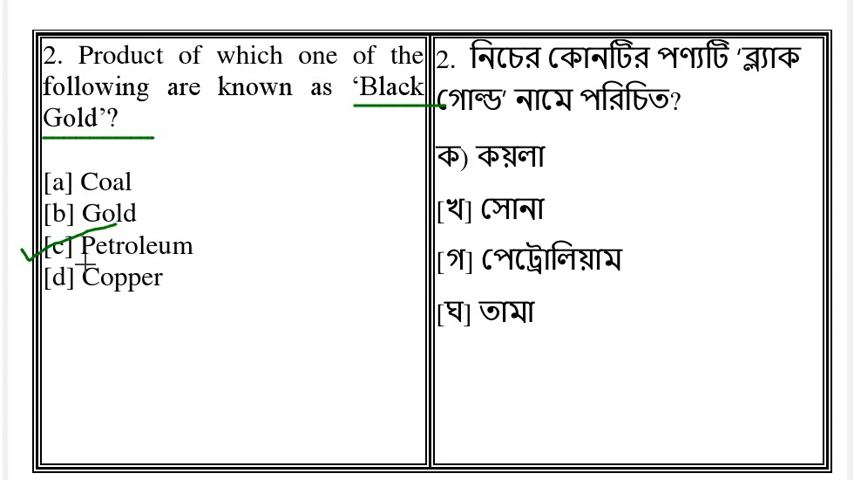 2. Product of which one of the
following are known as ‘Black
Gold’?
[a] Coal
[b] Gold
[c] Petroleum
[d] Copper
2. নিচের কোনটির পণ্যটি ‘ব্ল্যাক
গোল্ড’ নামে পরিচিত?
ক) কয়লা
[খ] সোনা
[গ] পেট্রোলিয়াম
[ঘ] তামা